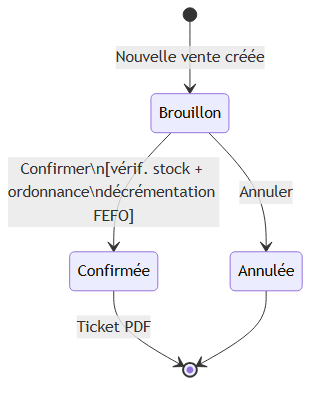 Nouvelle vente créée
Brouillon
Confirmer\n[vérif. stock +
ordonnance\ndécrémentation
FEFO]
Annuler
Confirmée
Annulée
Ticket PDF